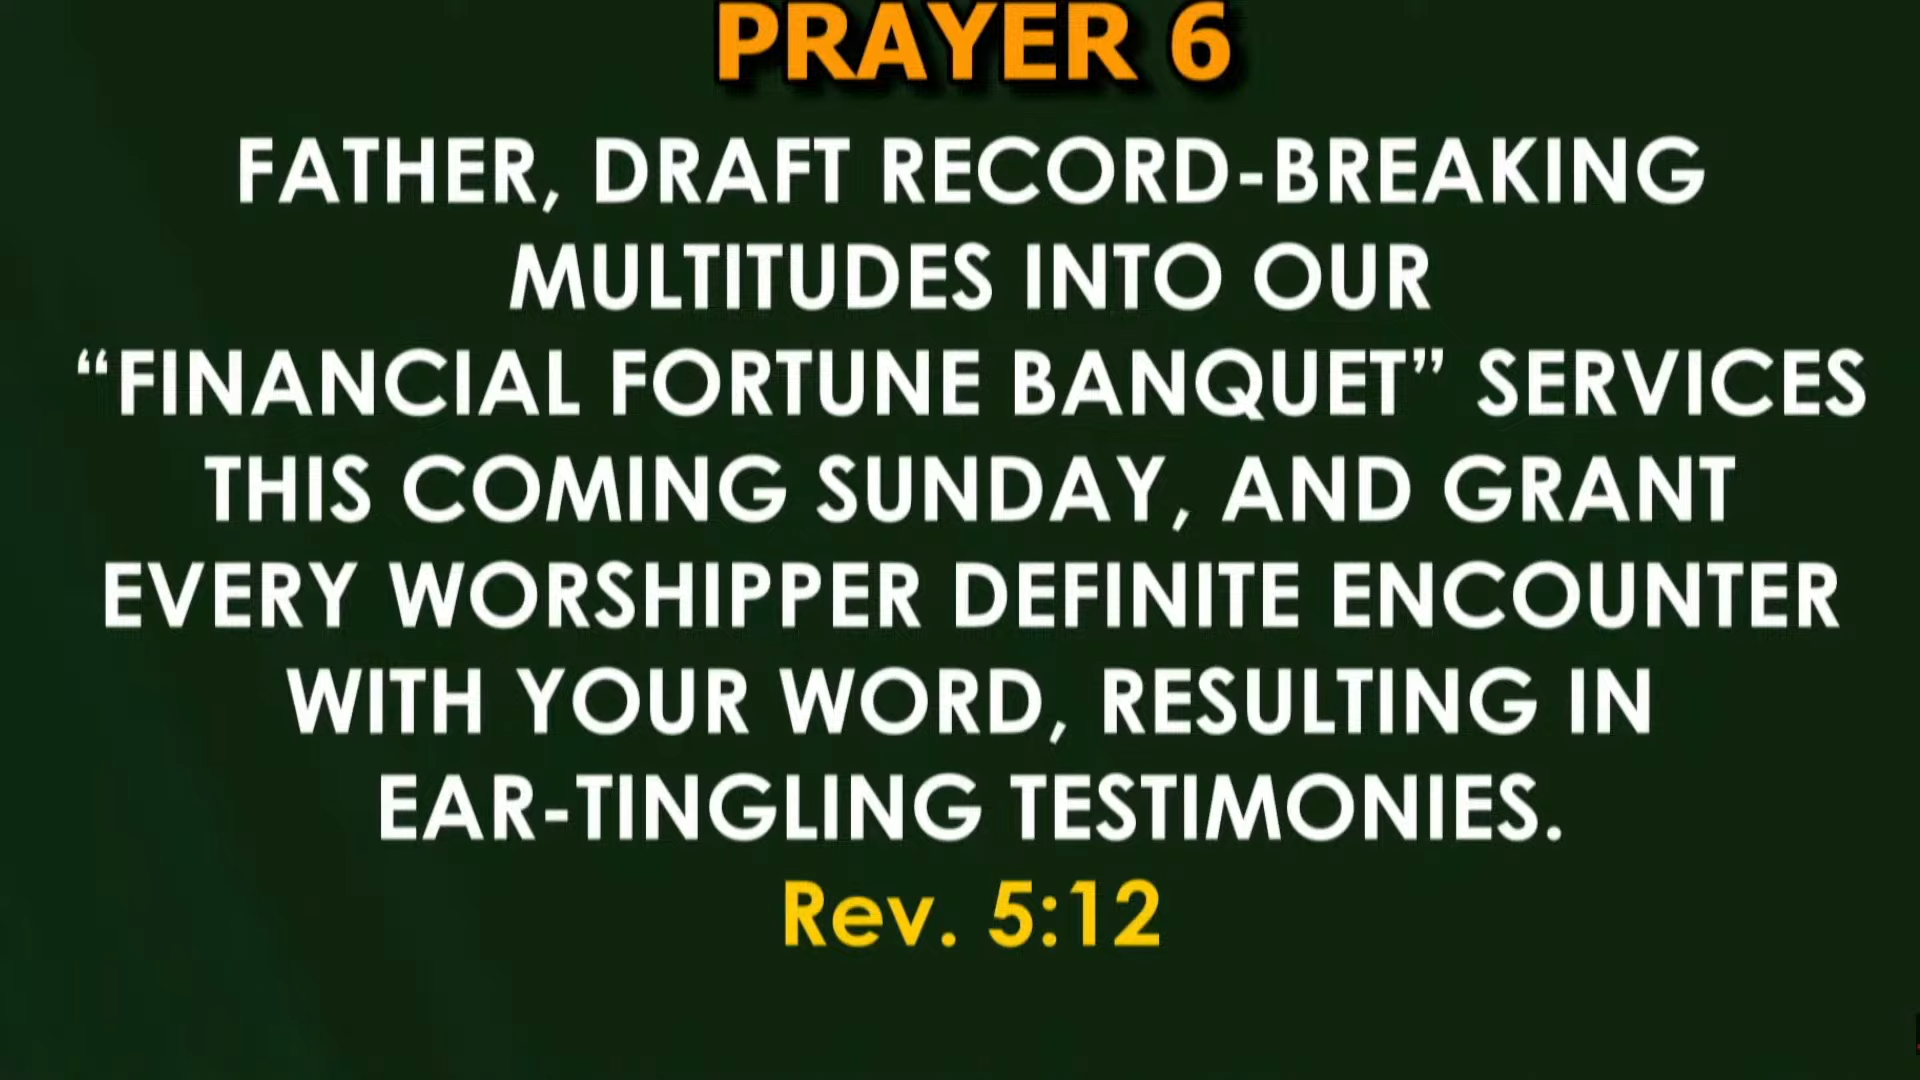 PRAYER 6
FATHER, DRAFT RECORD-BREAKING
MULTITUDES INTO OUR
“FINANCIAL FORTUNE BANQUET” SERVICES
THIS COMING SUNDAY, AND GRANT
EVERY WORSHIPPER DEFINITE ENCOUNTER
WITH YOUR WORD, RESULTING IN
EAR-TINGLING TESTIMONIES.
Rev. 5:12